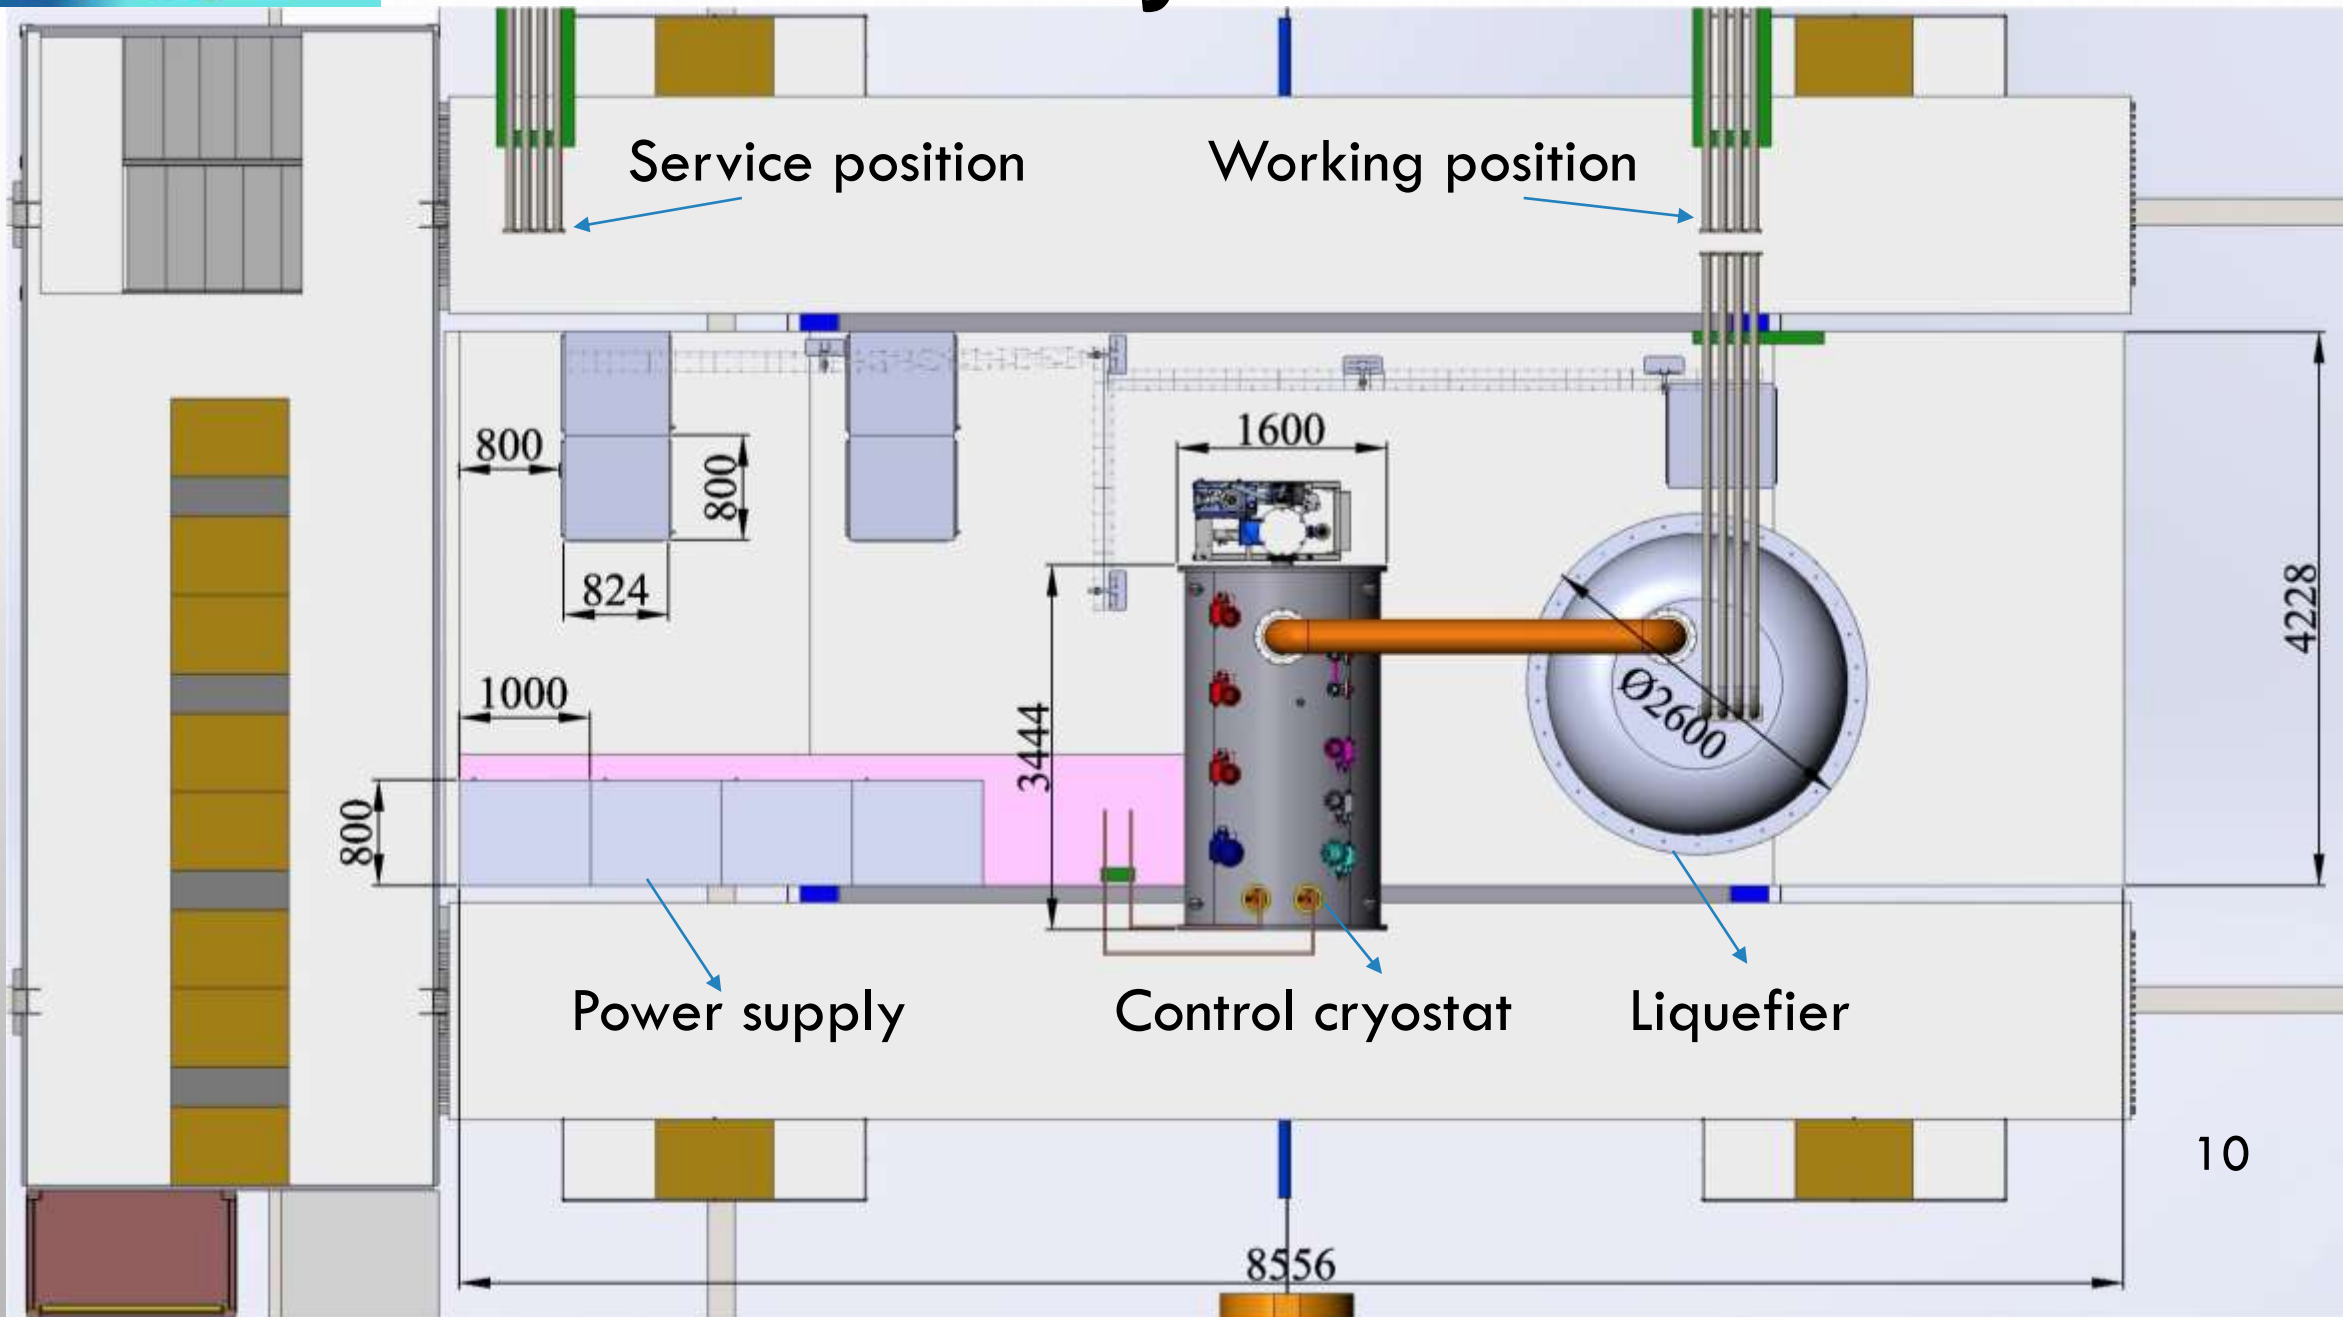 Service position
Working position
800
800
824
1600
1000
3444
800
Ø2600
4228
Power supply
Control cryostat
Liquefier
10
8556